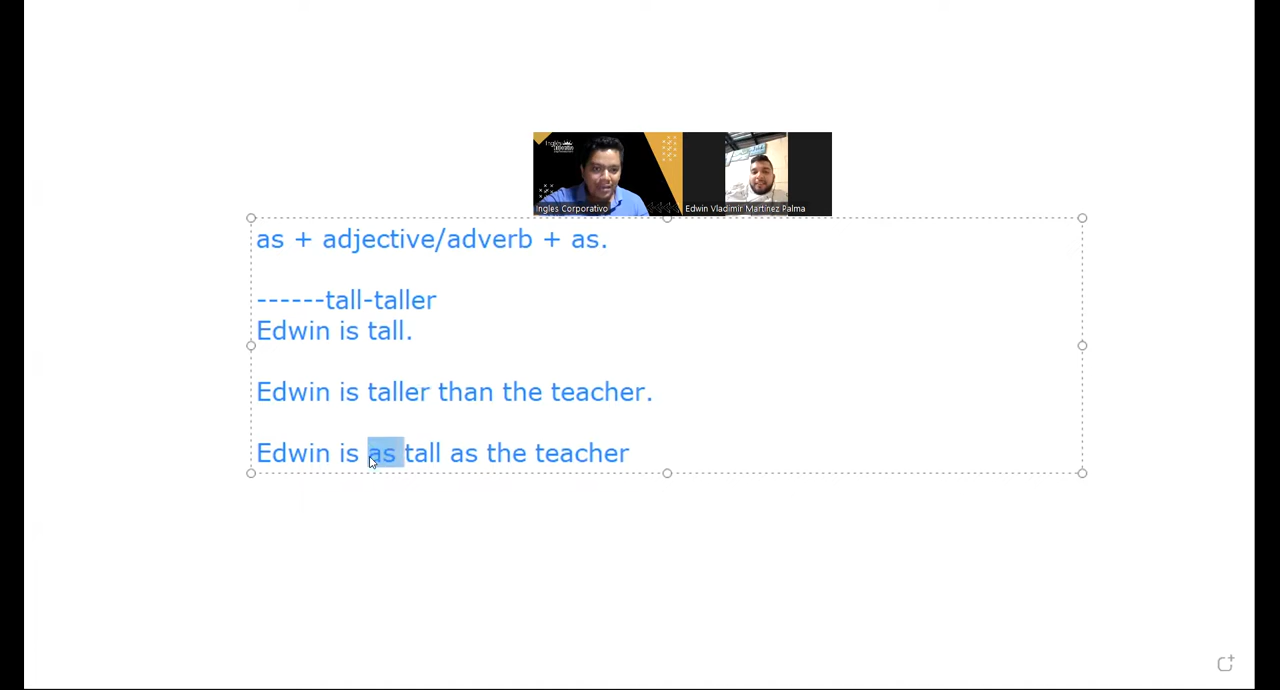 Ingles Corporativo
Edwin Vladimir Martinez Palma
as + adjective/adverb + as.
------tall-taller
Edwin is tall.
Edwin is taller than the teacher.
Edwin is as tall as the teacher